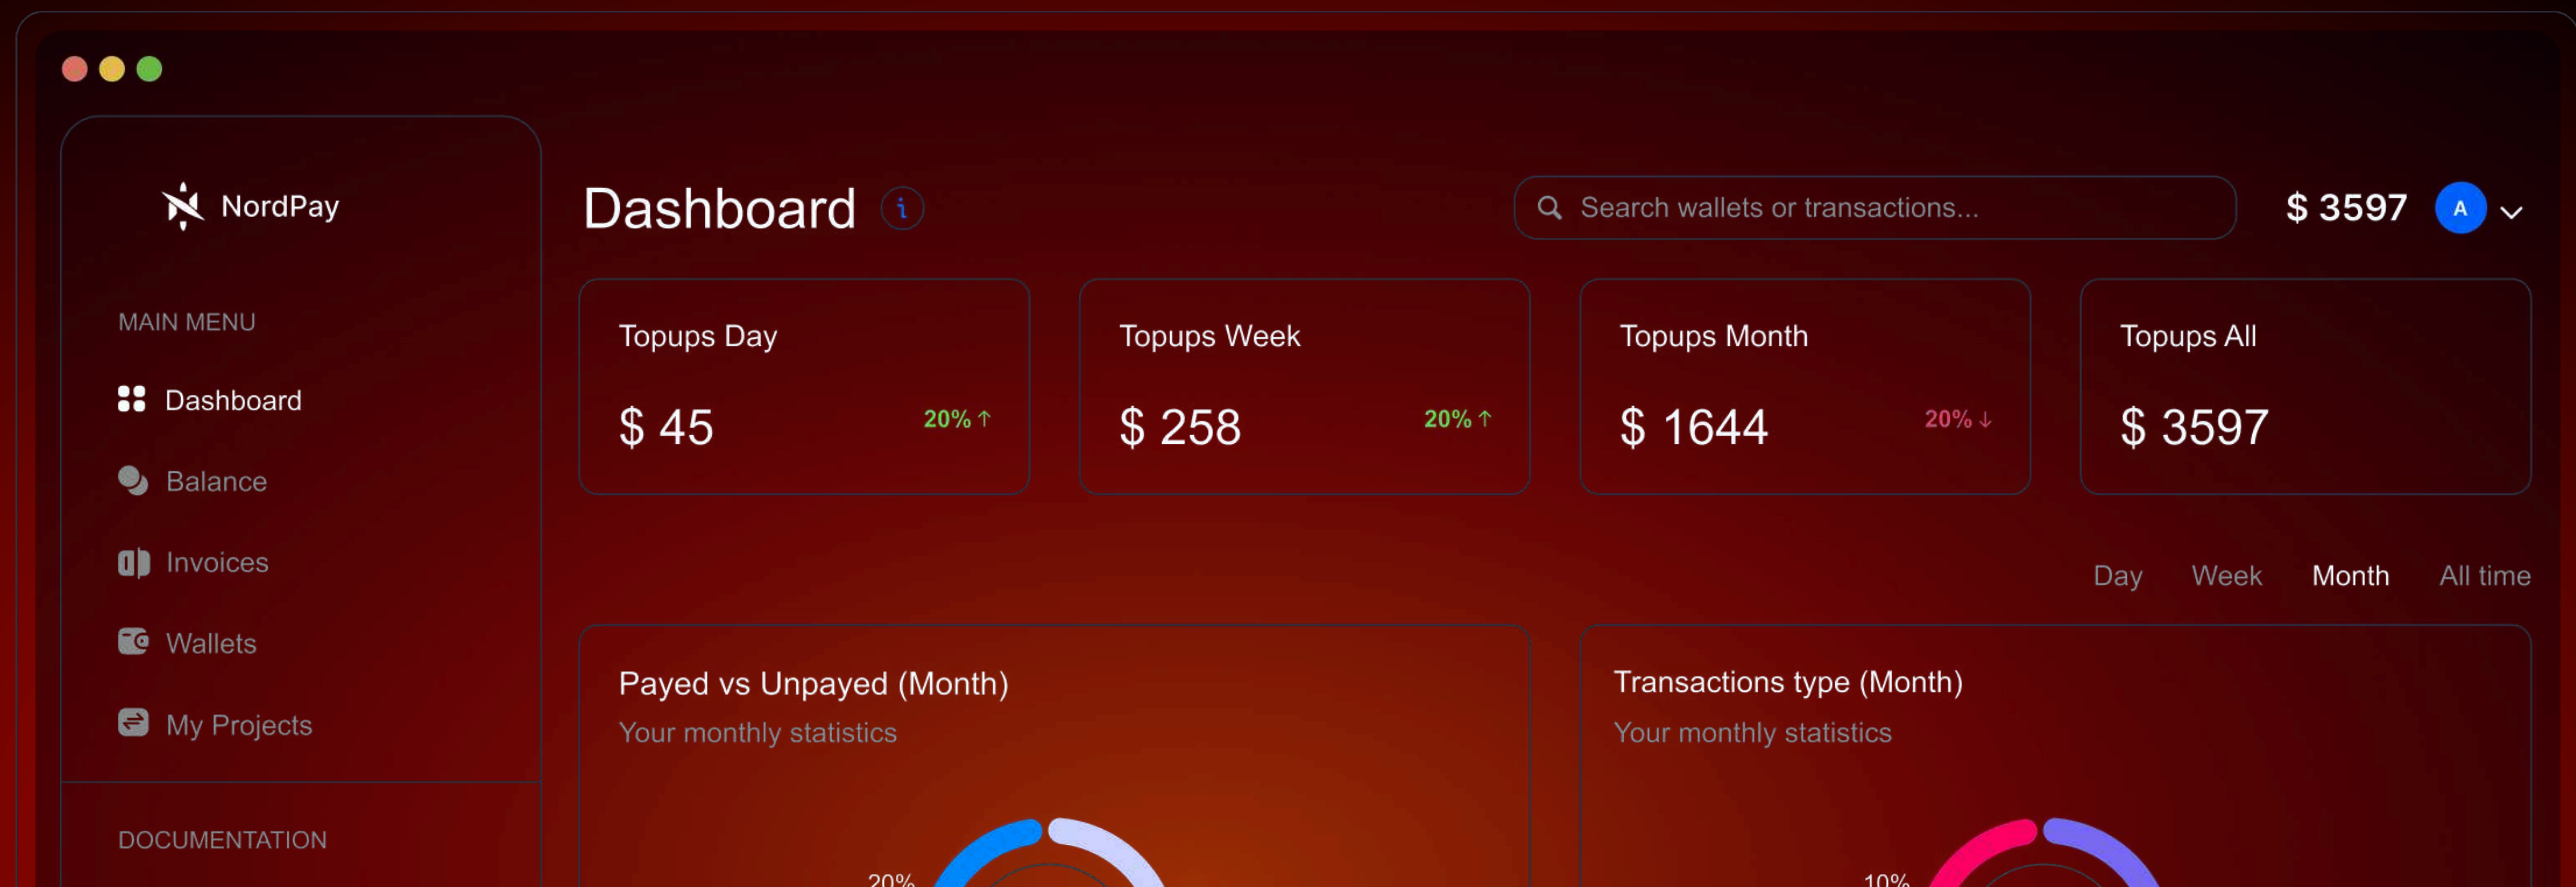 NordPay
MAIN MENU
Dashboard
Balance
Invoices
Wallets
My Projects
DOCUMENTATION
Dashboard i
Search wallets or transactions...
$ 3597
A
Topups Day
$ 45
20% ↑
Topups Week
$ 258
20% ↑
Topups Month
$ 1644
20% ↓
Topups All
$ 3597
Day Week Month All time
Payed vs Unpayed (Month)
Your monthly statistics
20%
Transactions type (Month)
Your monthly statistics
10%